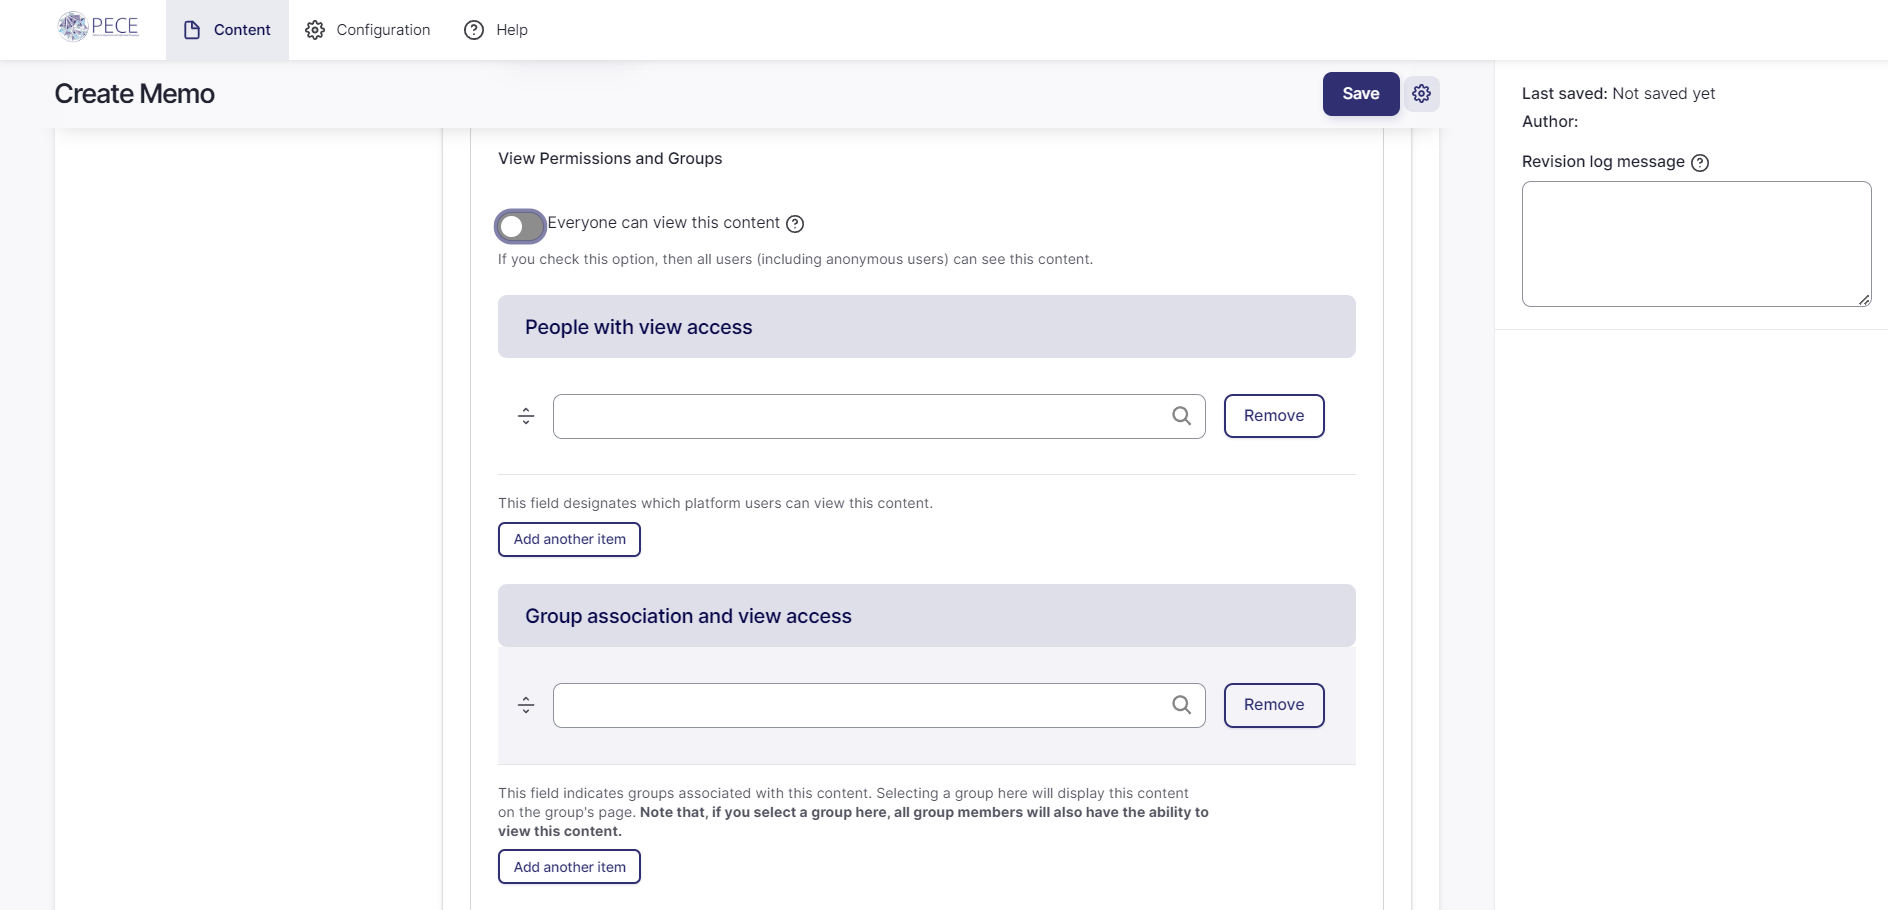 PECE
Content
Configuration
Help
Create Memo
Save
Last saved: Not saved yet
Author:
Revision log message
View Permissions and Groups
Everyone can view this content
If you check this option, then all users (including anonymous users) can see this content.
People with view access
Remove
This field designates which platform users can view this content.
Add another item
Group association and view access
Remove
This field indicates groups associated with this content. Selecting a group here will display this content
on the group's page. Note that, if you select a group here, all group members will also have the ability to
view this content.
Add another item